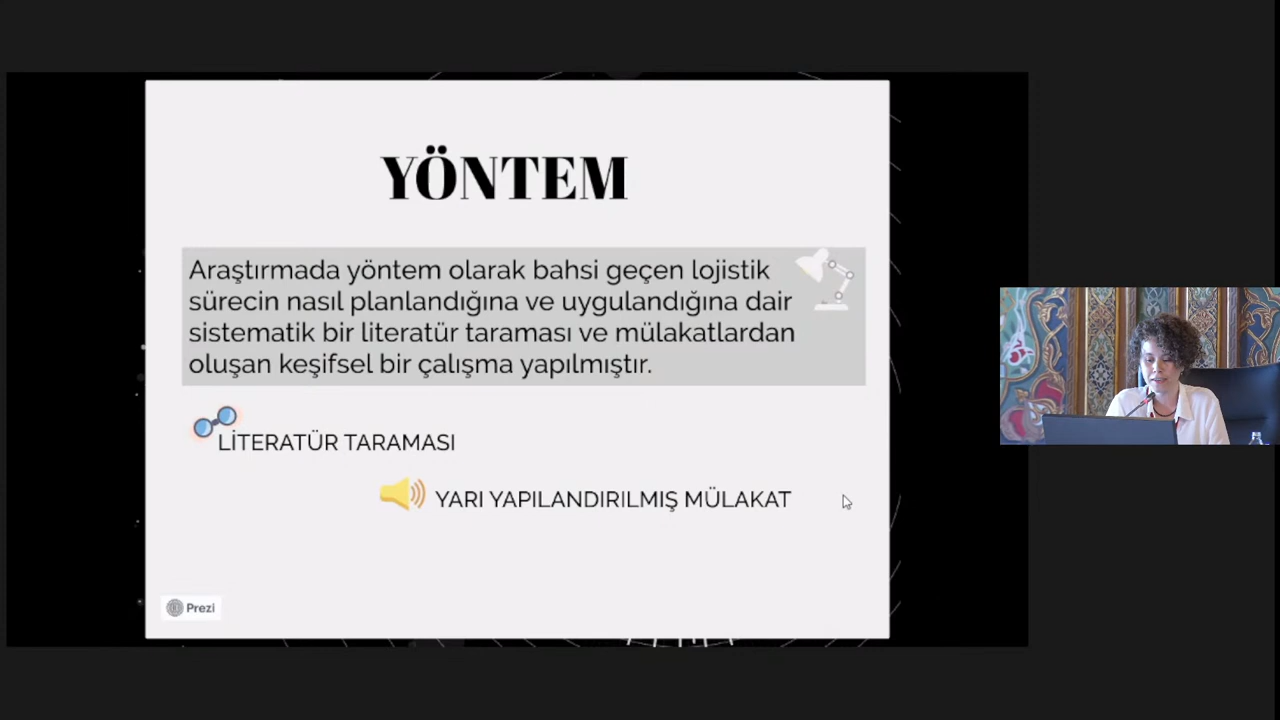 YÖNTEM
Araştırmada yöntem olarak bahsi geçen lojistik
sürecin nasıl planlandığına ve uygulandığına dair
sistematik bir literatür taraması ve mülakatlardan
oluşan keşifsel bir çalışma yapılmıştır.
LİTERATÜR TARAMASI
YARI YAPILANDIRILMIŞ MÜLAKAT
Prezi